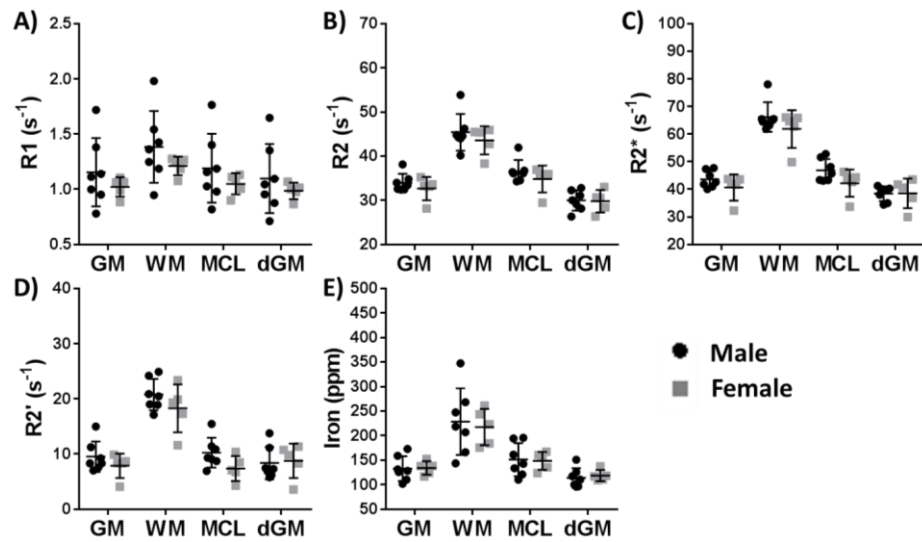 A)
R1 (s⁻¹)
2.5
2.0
1.5
1.0
0.5
GM WM MCL dGM
B)
R2 (s⁻¹)
70
60
50
40
30
20
GM WM MCL dGM
C)
R2* (s⁻¹)
100
90
80
70
60
50
40
30
20
GM WM MCL dGM
D)
R2' (s⁻¹)
40
30
20
10
0
GM WM MCL dGM
E)
Iron (ppm)
500
450
400
350
300
250
200
150
100
50
GM WM MCL dGM
Male
Female